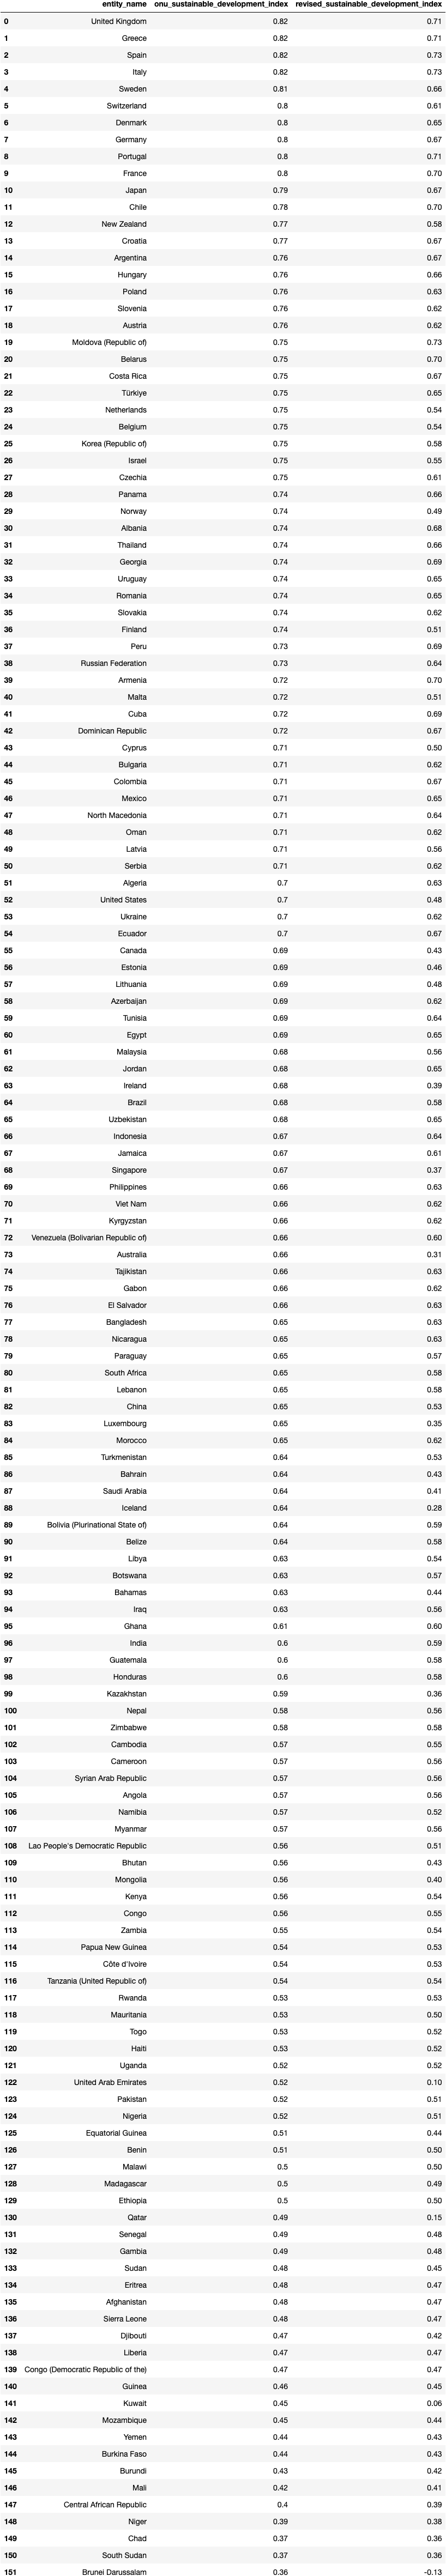 entity_name onu_sustainable_development_index revised_sustainable_development_index
0 United Kingdom 0.82 0.71
1 Greece 0.82 0.71
2 Spain 0.82 0.73
3 Italy 0.82 0.73
4 Sweden 0.81 0.66
5 Switzerland 0.8 0.61
6 Denmark 0.8 0.65
7 Germany 0.8 0.67
8 Portugal 0.8 0.71
9 France 0.8 0.70
10 Japan 0.79 0.67
11 Chile 0.78 0.70
12 New Zealand 0.77 0.58
13 Croatia 0.77 0.67
14 Argentina 0.76 0.67
15 Hungary 0.76 0.66
16 Poland 0.76 0.63
17 Slovenia 0.76 0.62
18 Austria 0.76 0.62
19 Moldova (Republic of) 0.75 0.73
20 Belarus 0.75 0.70
21 Costa Rica 0.75 0.67
22 Türkiye 0.75 0.65
23 Netherlands 0.75 0.54
24 Belgium 0.75 0.54
25 Korea (Republic of) 0.75 0.58
26 Israel 0.75 0.55
27 Czechia 0.75 0.61
28 Panama 0.74 0.66
29 Norway 0.74 0.49
30 Albania 0.74 0.68
31 Thailand 0.74 0.66
32 Georgia 0.74 0.69
33 Uruguay 0.74 0.65
34 Romania 0.74 0.65
35 Slovakia 0.74 0.62
36 Finland 0.74 0.51
37 Peru 0.73 0.69
38 Russian Federation 0.73 0.64
39 Armenia 0.72 0.70
40 Malta 0.72 0.51
41 Cuba 0.72 0.69
42 Dominican Republic 0.72 0.67
43 Cyprus 0.71 0.50
44 Bulgaria 0.71 0.62
45 Colombia 0.71 0.67
46 Mexico 0.71 0.65
47 North Macedonia 0.71 0.64
48 Oman 0.71 0.62
49 Latvia 0.71 0.56
50 Serbia 0.71 0.62
51 Algeria 0.7 0.63
52 United States 0.7 0.48
53 Ukraine 0.7 0.62
54 Ecuador 0.7 0.67
55 Canada 0.69 0.43
56 Estonia 0.69 0.46
57 Lithuania 0.69 0.48
58 Azerbaijan 0.69 0.62
59 Tunisia 0.69 0.64
60 Egypt 0.69 0.65
61 Malaysia 0.68 0.56
62 Jordan 0.68 0.65
63 Ireland 0.68 0.39
64 Brazil 0.68 0.58
65 Uzbekistan 0.68 0.65
66 Indonesia 0.67 0.64
67 Jamaica 0.67 0.61
68 Singapore 0.67 0.37
69 Philippines 0.66 0.63
70 Viet Nam 0.66 0.62
71 Kyrgyzstan 0.66 0.62
72 Venezuela (Bolivarian Republic of) 0.66 0.60
73 Australia 0.66 0.31
74 Tajikistan 0.66 0.63
75 Gabon 0.66 0.62
76 El Salvador 0.66 0.63
77 Bangladesh 0.65 0.63
78 Nicaragua 0.65 0.63
79 Paraguay 0.65 0.57
80 South Africa 0.65 0.58
81 Lebanon 0.65 0.58
82 China 0.65 0.53
83 Luxembourg 0.65 0.35
84 Morocco 0.65 0.62
85 Turkmenistan 0.64 0.53
86 Bahrain 0.64 0.43
87 Saudi Arabia 0.64 0.41
88 Iceland 0.64 0.28
89 Bolivia (Plurinational State of) 0.64 0.59
90 Belize 0.64 0.58
91 Libya 0.63 0.54
92 Botswana 0.63 0.57
93 Bahamas 0.63 0.44
94 Iraq 0.63 0.56
95 Ghana 0.61 0.60
96 India 0.6 0.59
97 Guatemala 0.6 0.58
98 Honduras 0.6 0.58
99 Kazakhstan 0.59 0.36
100 Nepal 0.58 0.56
101 Zimbabwe 0.58 0.58
102 Cambodia 0.57 0.55
103 Cameroon 0.57 0.56
104 Syrian Arab Republic 0.57 0.56
105 Angola 0.57 0.56
106 Namibia 0.57 0.52
107 Myanmar 0.57 0.56
108 Lao People's Democratic Republic 0.56 0.51
109 Bhutan 0.56 0.43
110 Mongolia 0.56 0.40
111 Kenya 0.56 0.54
112 Congo 0.56 0.55
113 Zambia 0.55 0.54
114 Papua New Guinea 0.54 0.53
115 Côte d'Ivoire 0.54 0.53
116 Tanzania (United Republic of) 0.54 0.54
117 Rwanda 0.53 0.53
118 Mauritania 0.53 0.50
119 Togo 0.53 0.52
120 Haiti 0.53 0.52
121 Uganda 0.52 0.52
122 United Arab Emirates 0.52 0.10
123 Pakistan 0.52 0.51
124 Nigeria 0.52 0.51
125 Equatorial Guinea 0.51 0.44
126 Benin 0.51 0.50
127 Malawi 0.5 0.50
128 Madagascar 0.5 0.49
129 Ethiopia 0.5 0.50
130 Qatar 0.49 0.15
131 Senegal 0.49 0.48
132 Gambia 0.49 0.48
133 Sudan 0.48 0.45
134 Eritrea 0.48 0.47
135 Afghanistan 0.48 0.47
136 Sierra Leone 0.48 0.47
137 Djibouti 0.47 0.42
138 Liberia 0.47 0.47
139 Congo (Democratic Republic of the) 0.47 0.47
140 Guinea 0.46 0.45
141 Kuwait 0.45 0.06
142 Mozambique 0.45 0.44
143 Yemen 0.44 0.43
144 Burkina Faso 0.44 0.43
145 Burundi 0.43 0.42
146 Mali 0.42 0.41
147 Central African Republic 0.4 0.39
148 Niger 0.39 0.38
149 Chad 0.37 0.36
150 South Sudan 0.37 0.36
151 Brunei Darussalam 0.36 -0.13